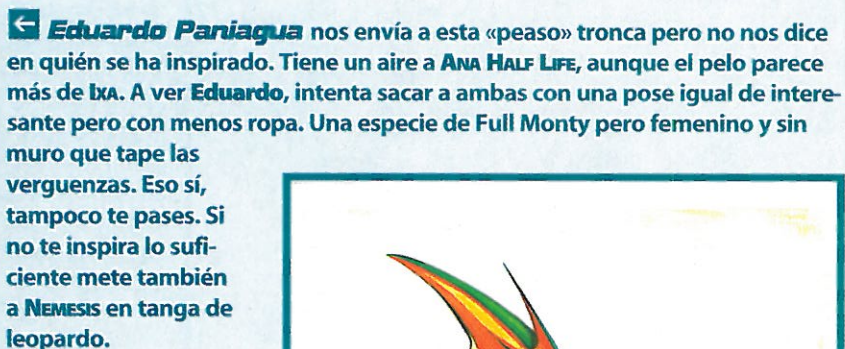 Eduardo Paniagua nos envía a esta «peaso» tronca pero no nos dice
en quién se ha inspirado. Tiene un aire a ANA HALF LIFE, aunque el pelo parece
más de IXA. A ver Eduardo, intenta sacar a ambas con una pose igual de intere-
sante pero con menos ropa. Una especie de Full Monty pero femenino y sin
muro que tape las
verguenzas. Eso sí,
tampoco te pases. Si
no te inspira lo sufi-
ciente mete también
a NEMESIS en tanga de
leopardo.